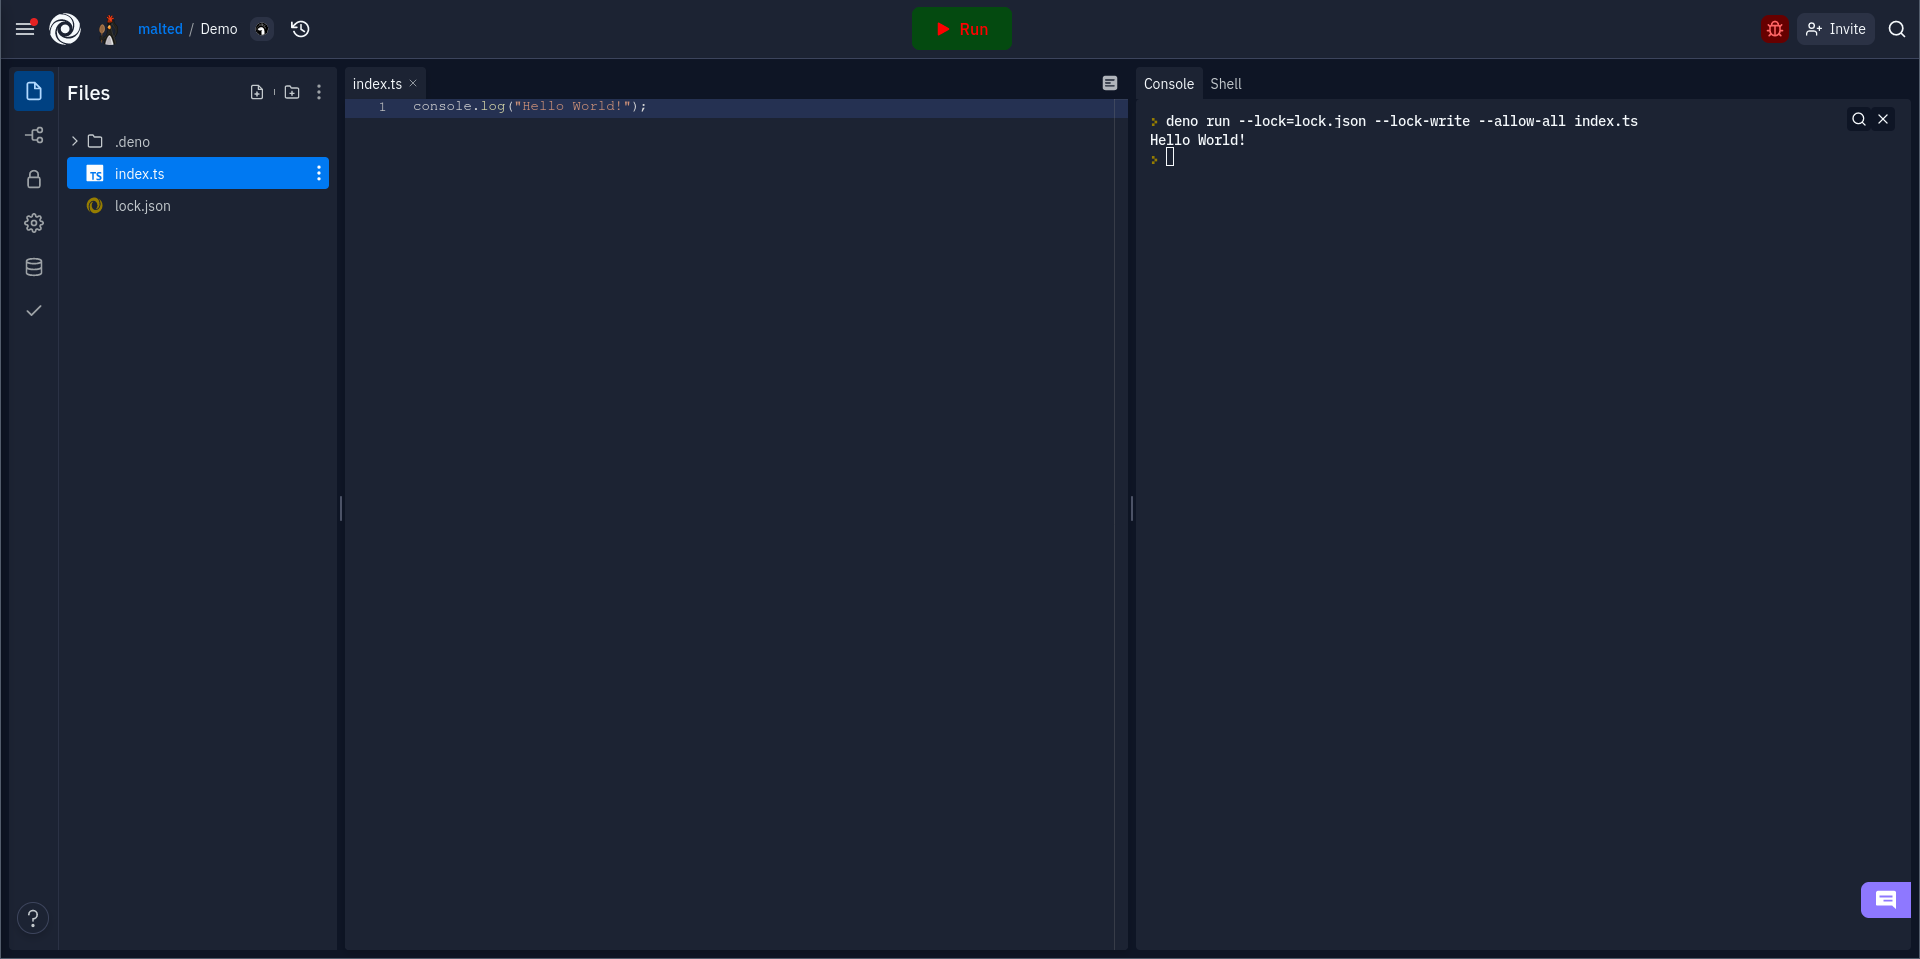 malted / Demo
Run
Invite
Files
.deno
TS index.ts
lock.json
index.ts ×
1 console.log("Hello World!");
Console Shell
deno run --lock=lock.json --lock-write --allow-all index.ts
Hello World!
?